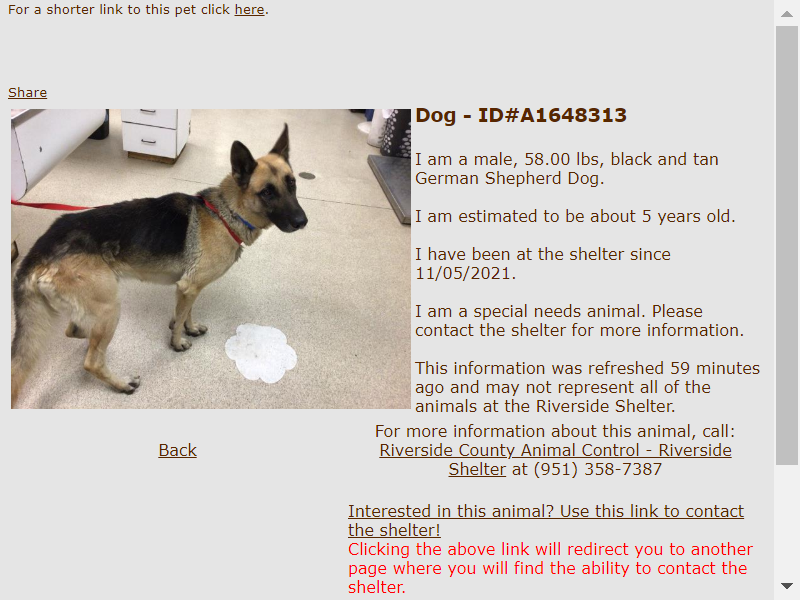 For a shorter link to this pet click here.
Share
Dog - ID#A1648313
I am a male, 58.00 lbs, black and tan
German Shepherd Dog.
I am estimated to be about 5 years old.
I have been at the shelter since
11/05/2021.
I am a special needs animal. Please
contact the shelter for more information.
This information was refreshed 59 minutes
ago and may not represent all of the
animals at the Riverside Shelter.
Back
For more information about this animal, call:
Riverside County Animal Control - Riverside
Shelter at (951) 358-7387
Interested in this animal? Use this link to contact
the shelter!
Clicking the above link will redirect you to another
page where you will find the ability to contact the
shelter.